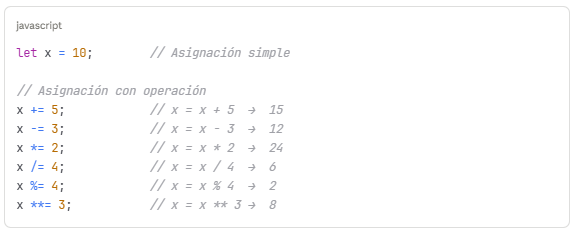 javascript
let x = 10;        // Asignación simple
// Asignación con operación
x += 5;            // x = x + 5  →  15
x -= 3;            // x = x - 3  →  12
x *= 2;            // x = x * 2  →  24
x /= 4;            // x = x / 4  →  6
x %= 4;            // x = x % 4  →  2
x **= 3;           // x = x ** 3 →  8